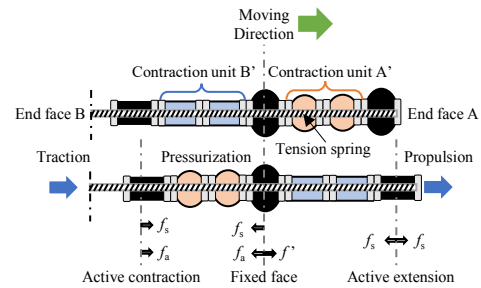 Moving
Direction
Contraction unit B’
Contraction unit A’
End face B
End face A
Tension spring
Traction
Pressurization
Propulsion
fs
fs
fs
fs
fa
fa
f’
Active contraction
Fixed face
Active extension